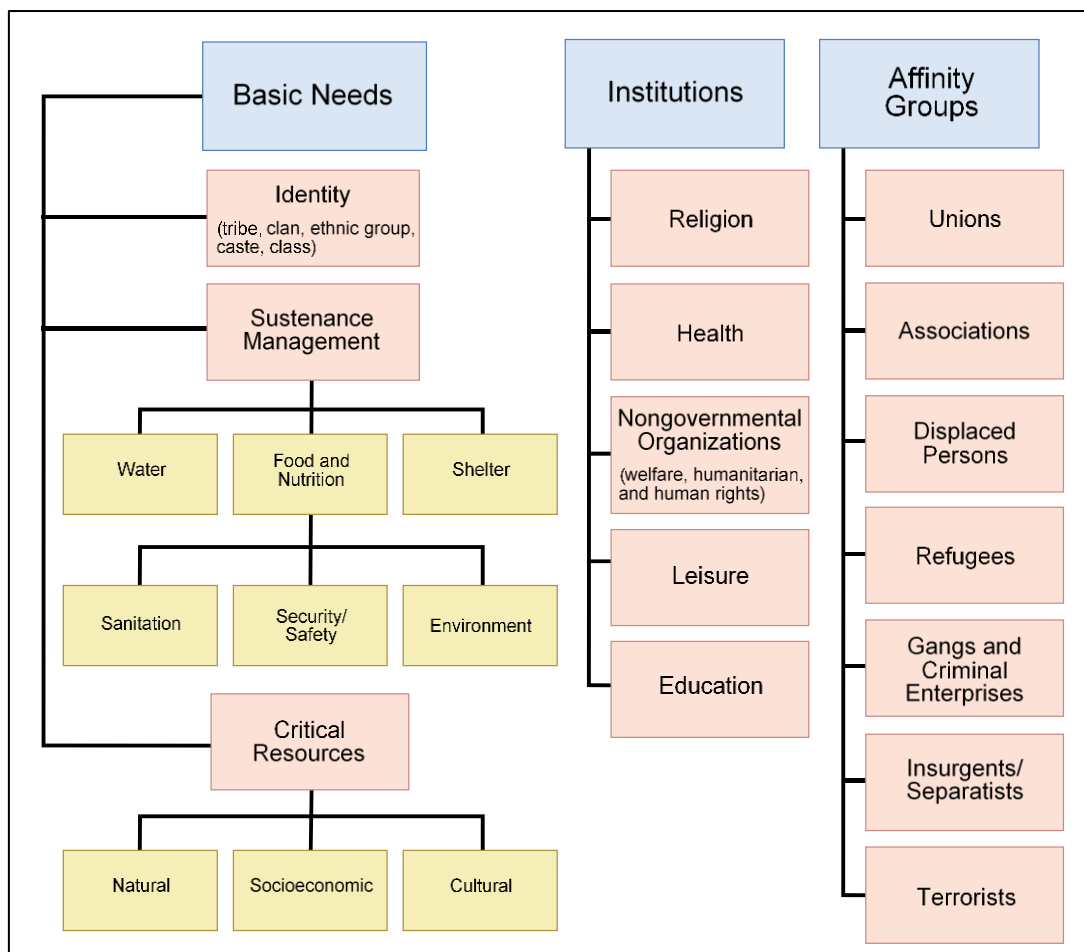 Basic Needs
Identity
(tribe, clan, ethnic group,
caste, class)
Sustenance
Management
Water
Food and
Nutrition
Shelter
Sanitation
Security/
Safety
Environment
Critical
Resources
Natural
Socioeconomic
Cultural
Institutions
Religion
Health
Nongovernmental
Organizations
(welfare, humanitarian,
and human rights)
Leisure
Education
Affinity
Groups
Unions
Associations
Displaced
Persons
Refugees
Gangs and
Criminal
Enterprises
Insurgents/
Separatists
Terrorists